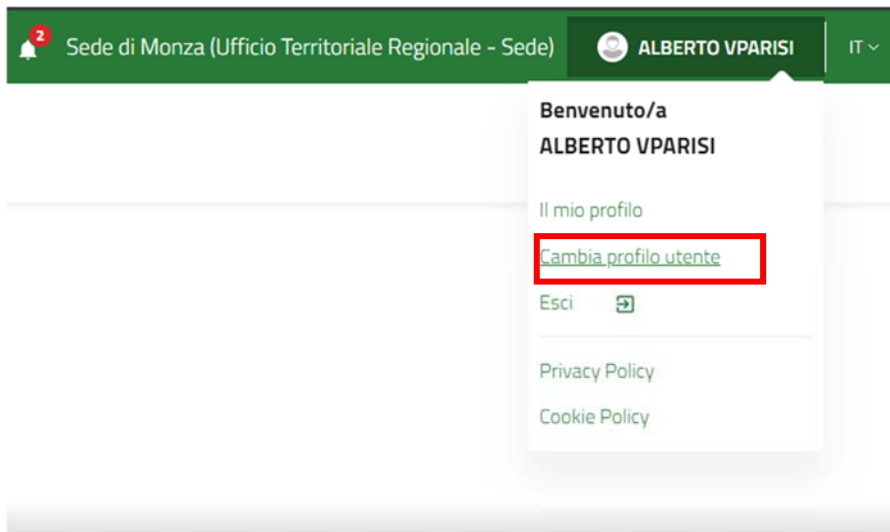 2
Sede di Monza (Ufficio Territoriale Regionale - Sede)
ALBERTO VPARISI
IT
Benvenuto/a
ALBERTO VPARISI
Il mio profilo
Cambia profilo utente
Esci
Privacy Policy
Cookie Policy